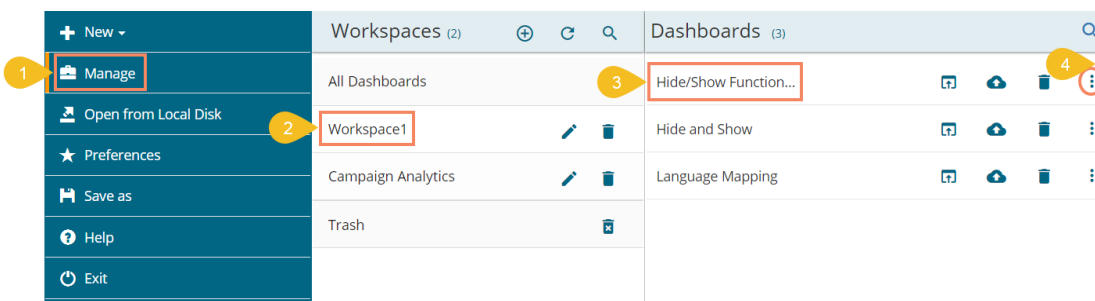 New
Manage
Open from Local Disk
Preferences
Save as
Help
Exit
Workspaces (2)
All Dashboards
Workspace1
Campaign Analytics
Trash
Dashboards (3)
Hide/Show Function...
Hide and Show
Language Mapping
1
2
3
4